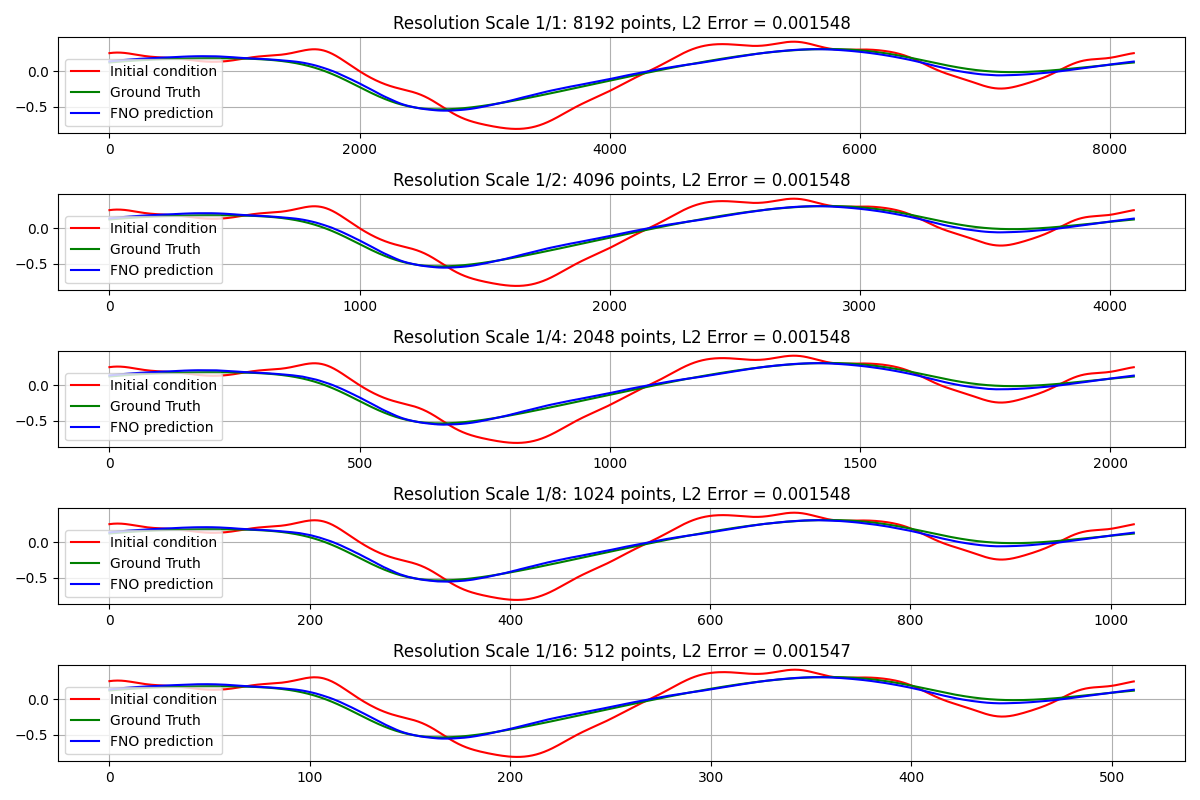 Resolution Scale 1/1: 8192 points, L2 Error = 0.001548
0.0
−0.5
Initial condition
Ground Truth
FNO prediction
0 2000 4000 6000 8000
Resolution Scale 1/2: 4096 points, L2 Error = 0.001548
0.0
−0.5
Initial condition
Ground Truth
FNO prediction
0 1000 2000 3000 4000
Resolution Scale 1/4: 2048 points, L2 Error = 0.001548
0.0
−0.5
Initial condition
Ground Truth
FNO prediction
0 500 1000 1500 2000
Resolution Scale 1/8: 1024 points, L2 Error = 0.001548
0.0
−0.5
Initial condition
Ground Truth
FNO prediction
0 200 400 600 800 1000
Resolution Scale 1/16: 512 points, L2 Error = 0.001547
0.0
−0.5
Initial condition
Ground Truth
FNO prediction
0 100 200 300 400 500